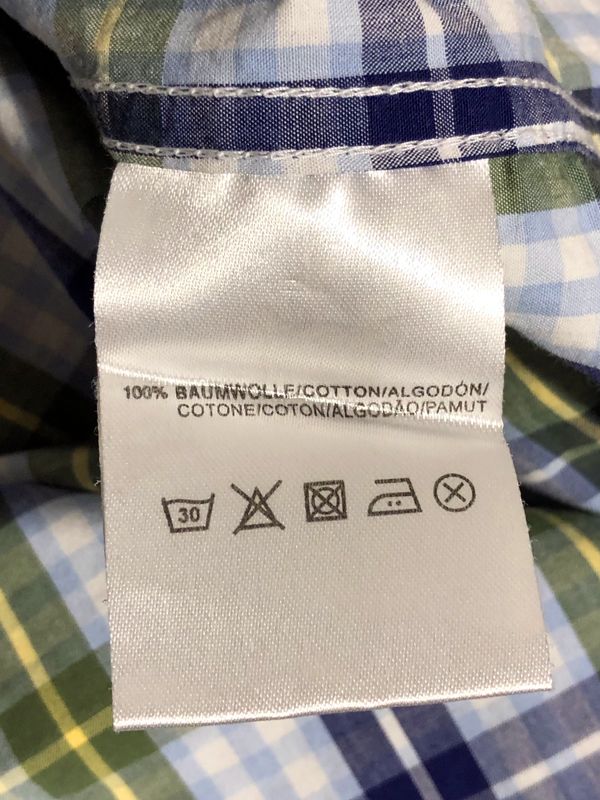 100% BAUMWOLLE/COTTON/ALGODÓN/
COTONE/COTON/ALGODÃO/PAMUT
30